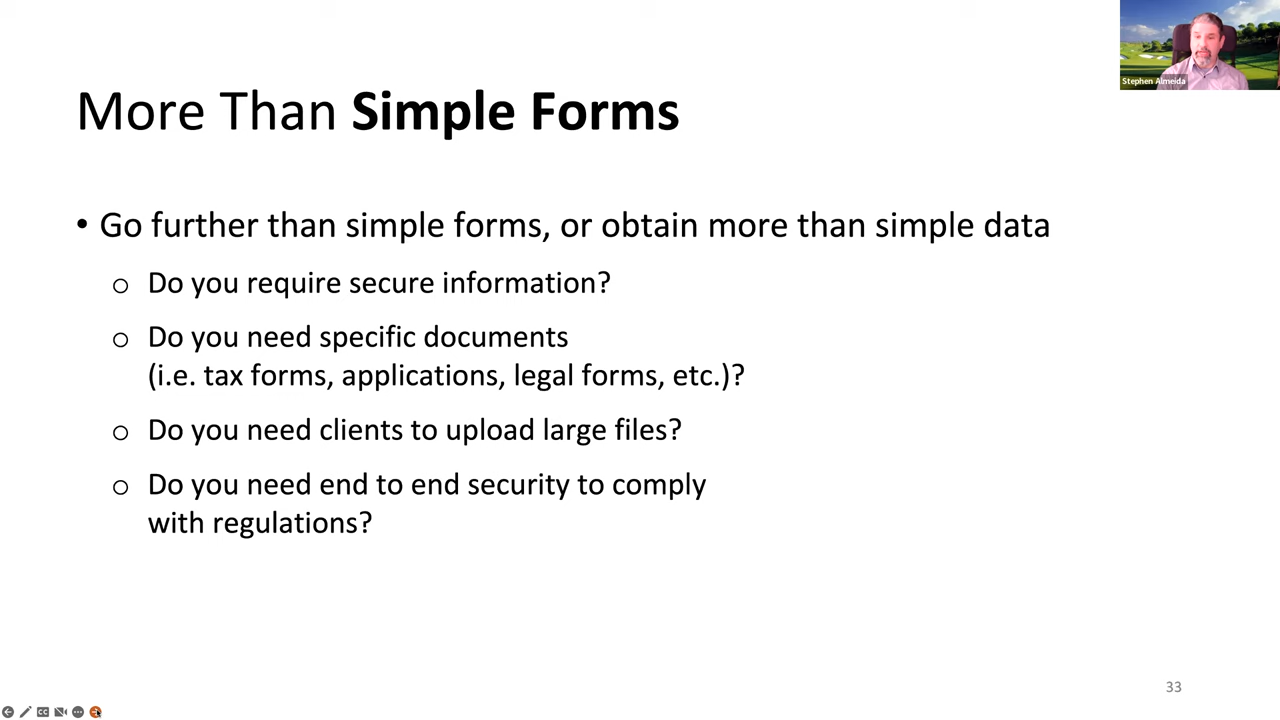 Stephen Almeida
More Than Simple Forms
• Go further than simple forms, or obtain more than simple data
o Do you require secure information?
o Do you need specific documents
(i.e. tax forms, applications, legal forms, etc.)?
o Do you need clients to upload large files?
o Do you need end to end security to comply
with regulations?
33